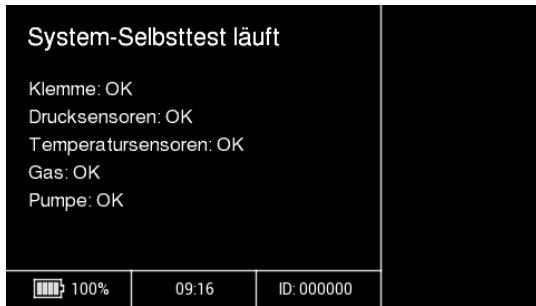 System-Selbsttest läuft
Klemme: OK
Drucksensoren: OK
Temperatursensoren: OK
Gas: OK
Pumpe: OK
100%
09:16
ID: 000000